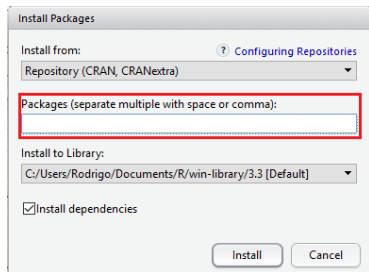 Install Packages
Install from:
? Configuring Repositories
Repository (CRAN, CRANextra)
Packages (separate multiple with space or comma):
Install to Library:
C:/Users/Rodrigo/Documents/R/win-library/3.3 [Default]
Install dependencies
Install
Cancel